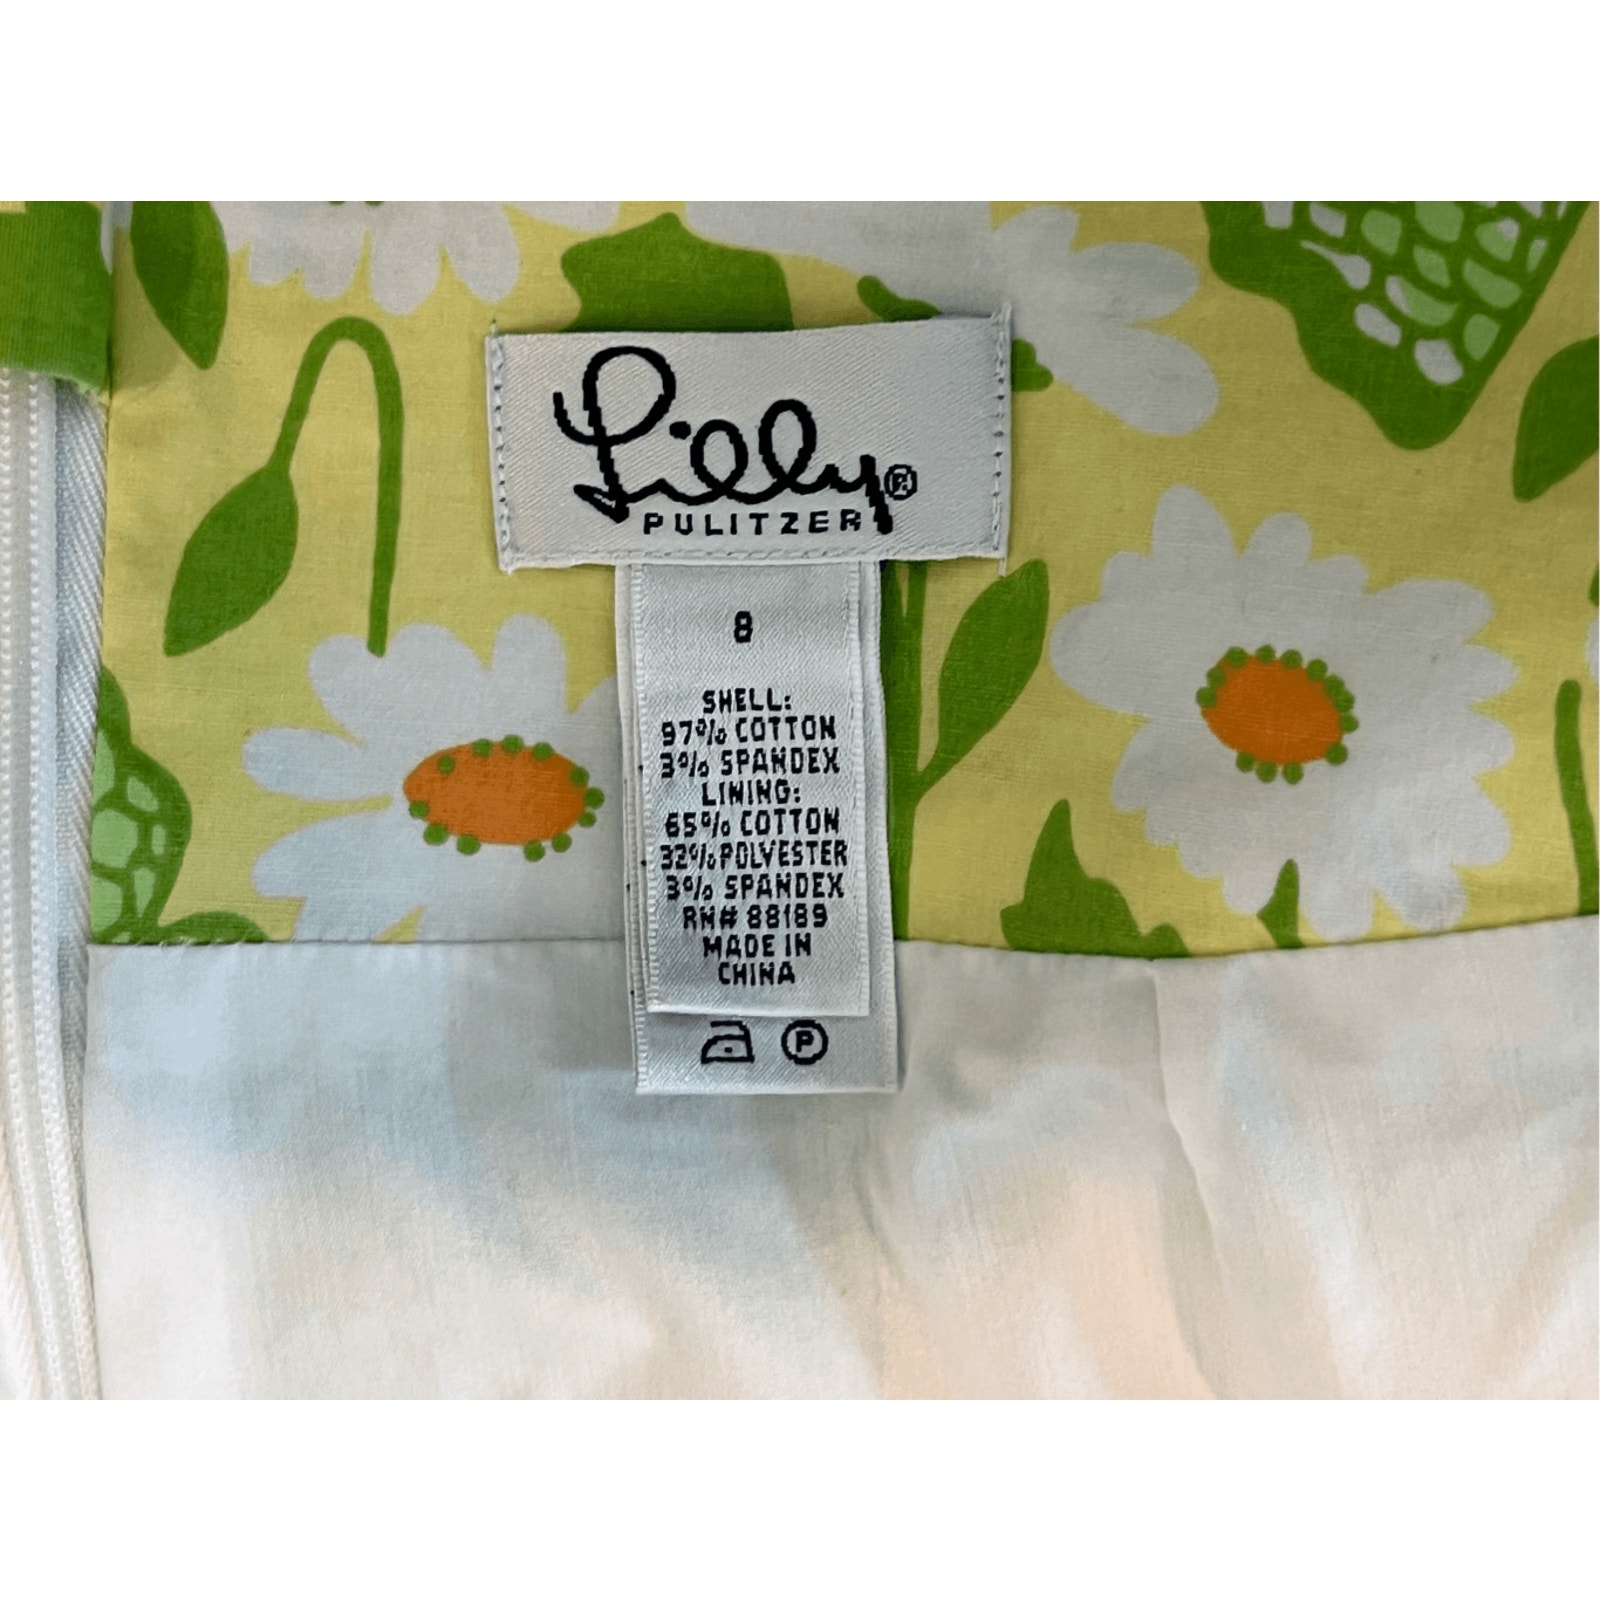 Lilly®
PULITZER
8
SHELL:
97% COTTON
3% SPANDEX
LINING:
65% COTTON
32% POLYESTER
3% SPANDEX
RN# 88189
MADE IN
CHINA
P